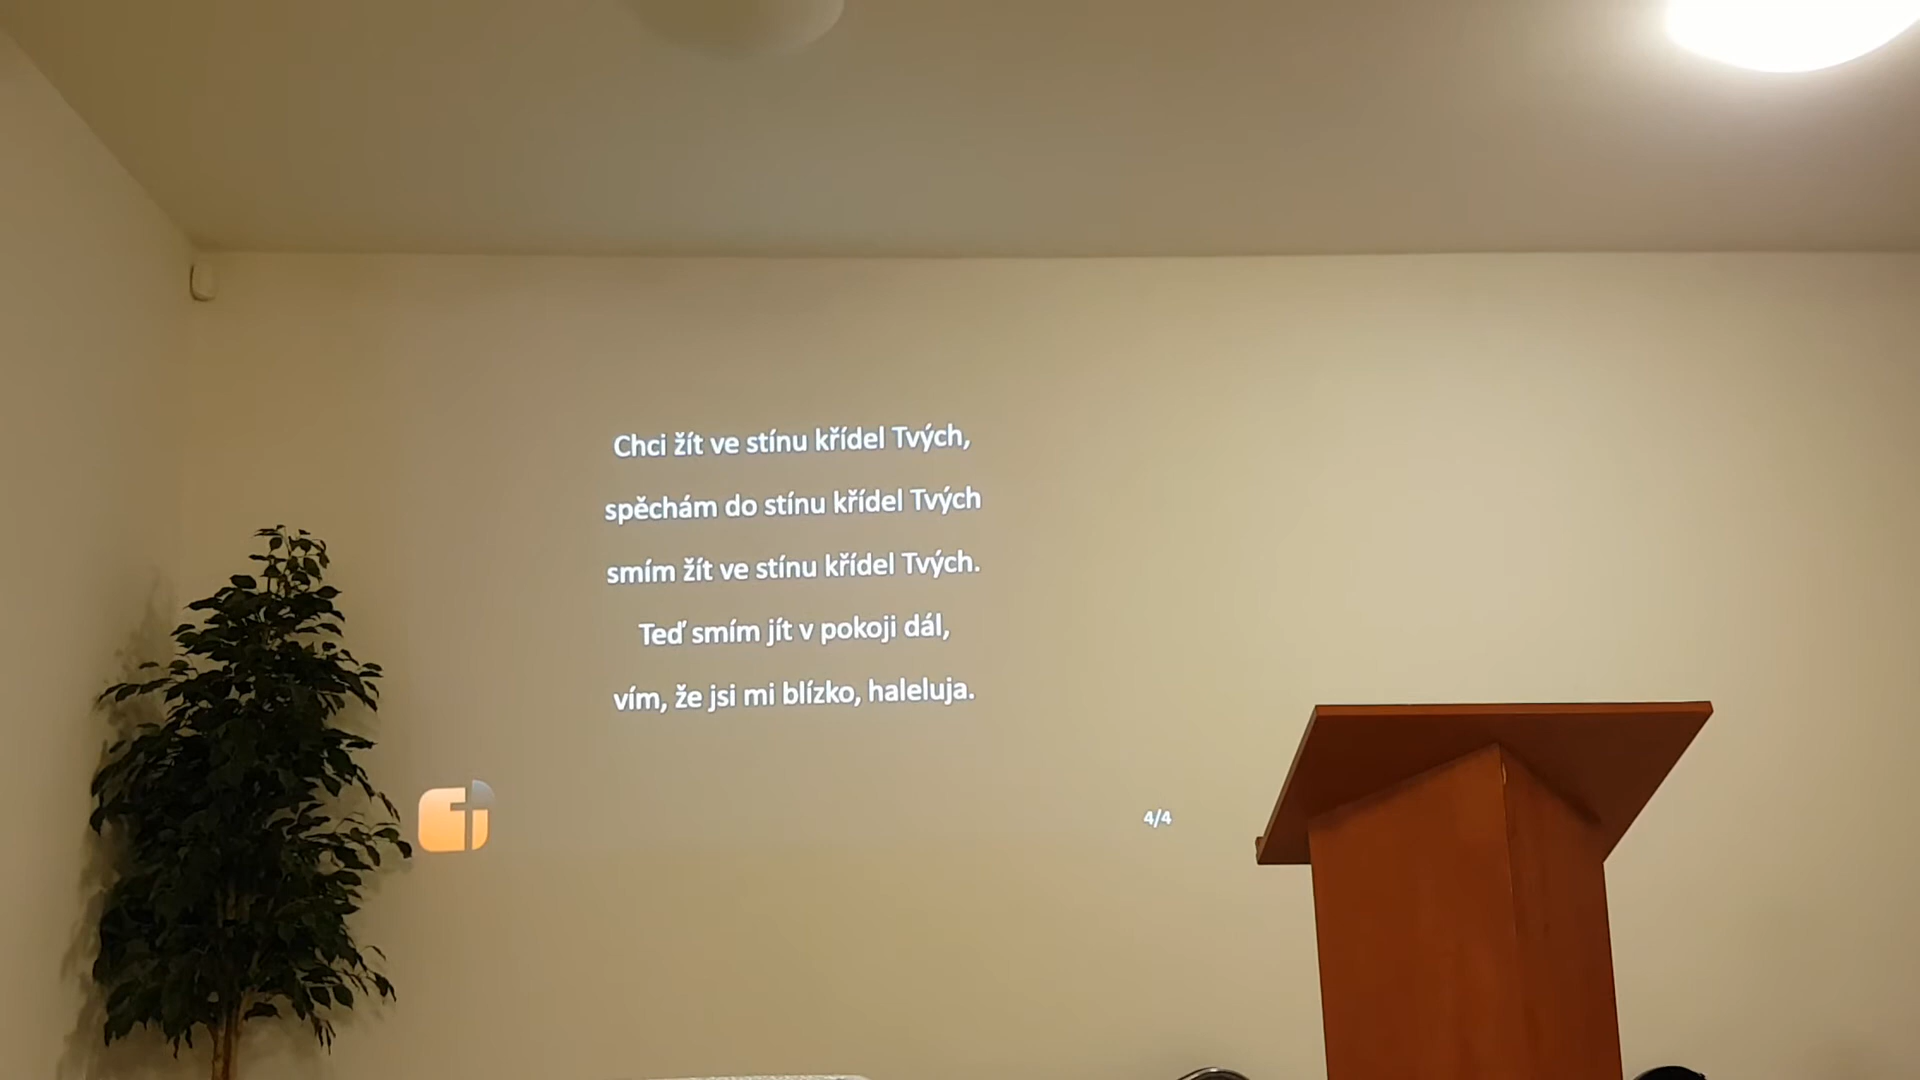 Chci žít ve stínu křídel Tvých,
spěchám do stínu křídel Tvých
smím žít ve stínu křídel Tvých.
Teď smím jít v pokoji dál,
vím, že jsi mi blízko, haleluja.
4/4